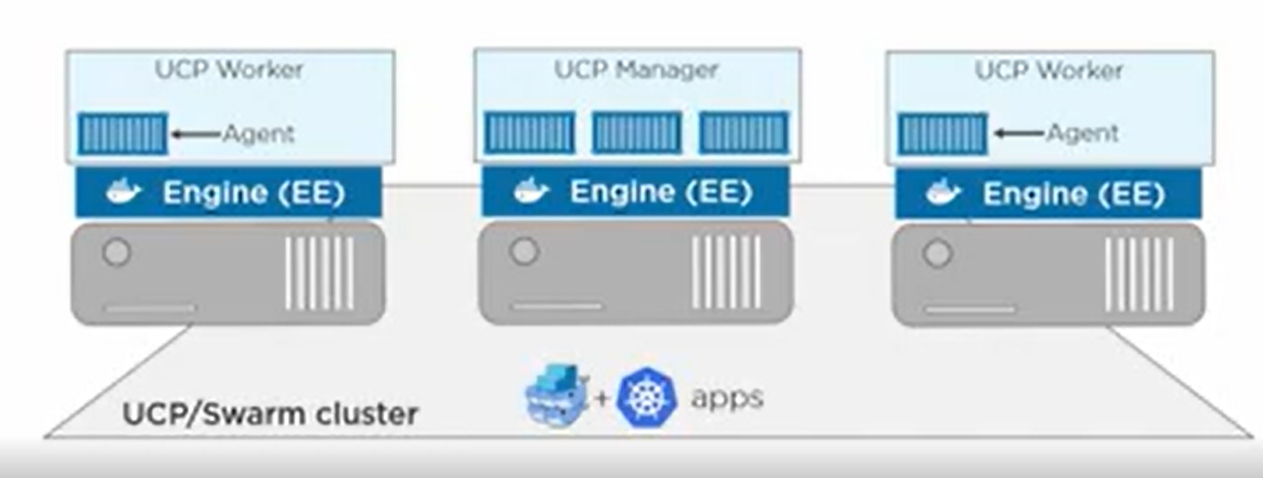 UCP Worker
UCP Manager
UCP Worker
Agent
Agent
Engine (EE)
Engine (EE)
Engine (EE)
UCP/Swarm cluster
+
apps